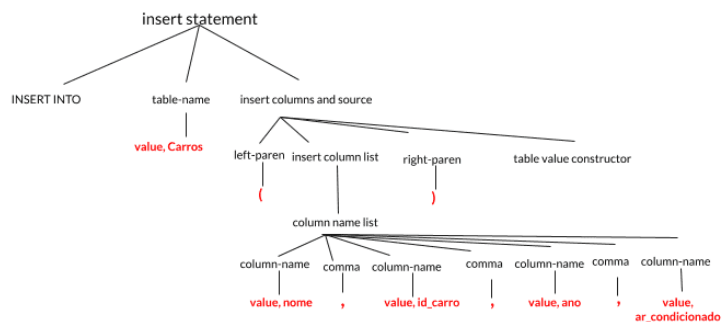 insert statement
INSERT INTO table-name insert columns and source
value, Carros
left-paren insert column list right-paren table value constructor
( )
column name list
column-name comma column-name comma column-name comma column-name
value, nome , value, id_carro , value, ano , value,
ar_condicionado